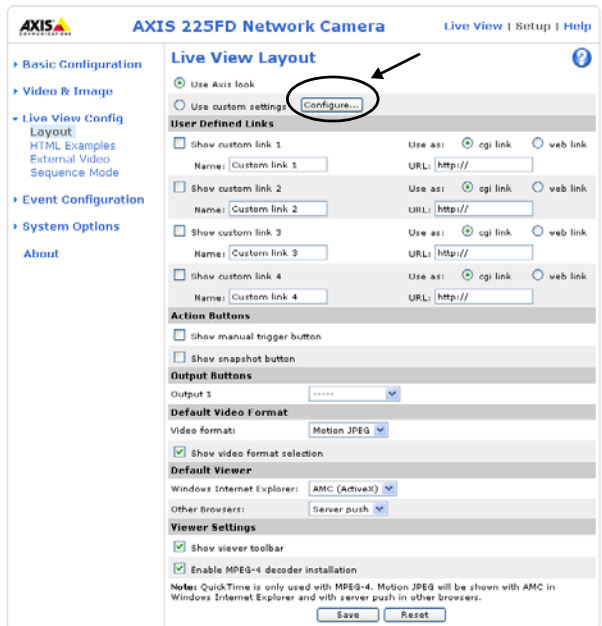 AXIS
COMMUNICATIONS
AXIS 225FD Network Camera
Live View | Setup | Help
Basic Configuration
Video & Image
Live View Config
Layout
HTML Examples
External Video
Sequence Mode
Event Configuration
System Options
About
Live View Layout
?
Use Axis look
Use custom settings Configure...
User Defined Links
Show custom link 1 Use as: cgi link web link
Name: Custom link 1 URL: http://
Show custom link 2 Use as: cgi link web link
Name: Custom link 2 URL: http://
Show custom link 3 Use as: cgi link web link
Name: Custom link 3 URL: http://
Show custom link 4 Use as: cgi link web link
Name: Custom link 4 URL: http://
Action Buttons
Show manual trigger button
Show snapshot button
Output Buttons
Output 1 -----
Default Video Format
Video format: Motion JPEG
Show video format selection
Default Viewer
Windows Internet Explorer: AMC (ActiveX)
Other Browsers: Server push
Viewer Settings
Show viewer toolbar
Enable MPEG-4 decoder installation
Note: QuickTime is only used with MPEG-4. Motion JPEG will be shown with AMC in
Windows Internet Explorer and with server push in other browsers.
Save Reset